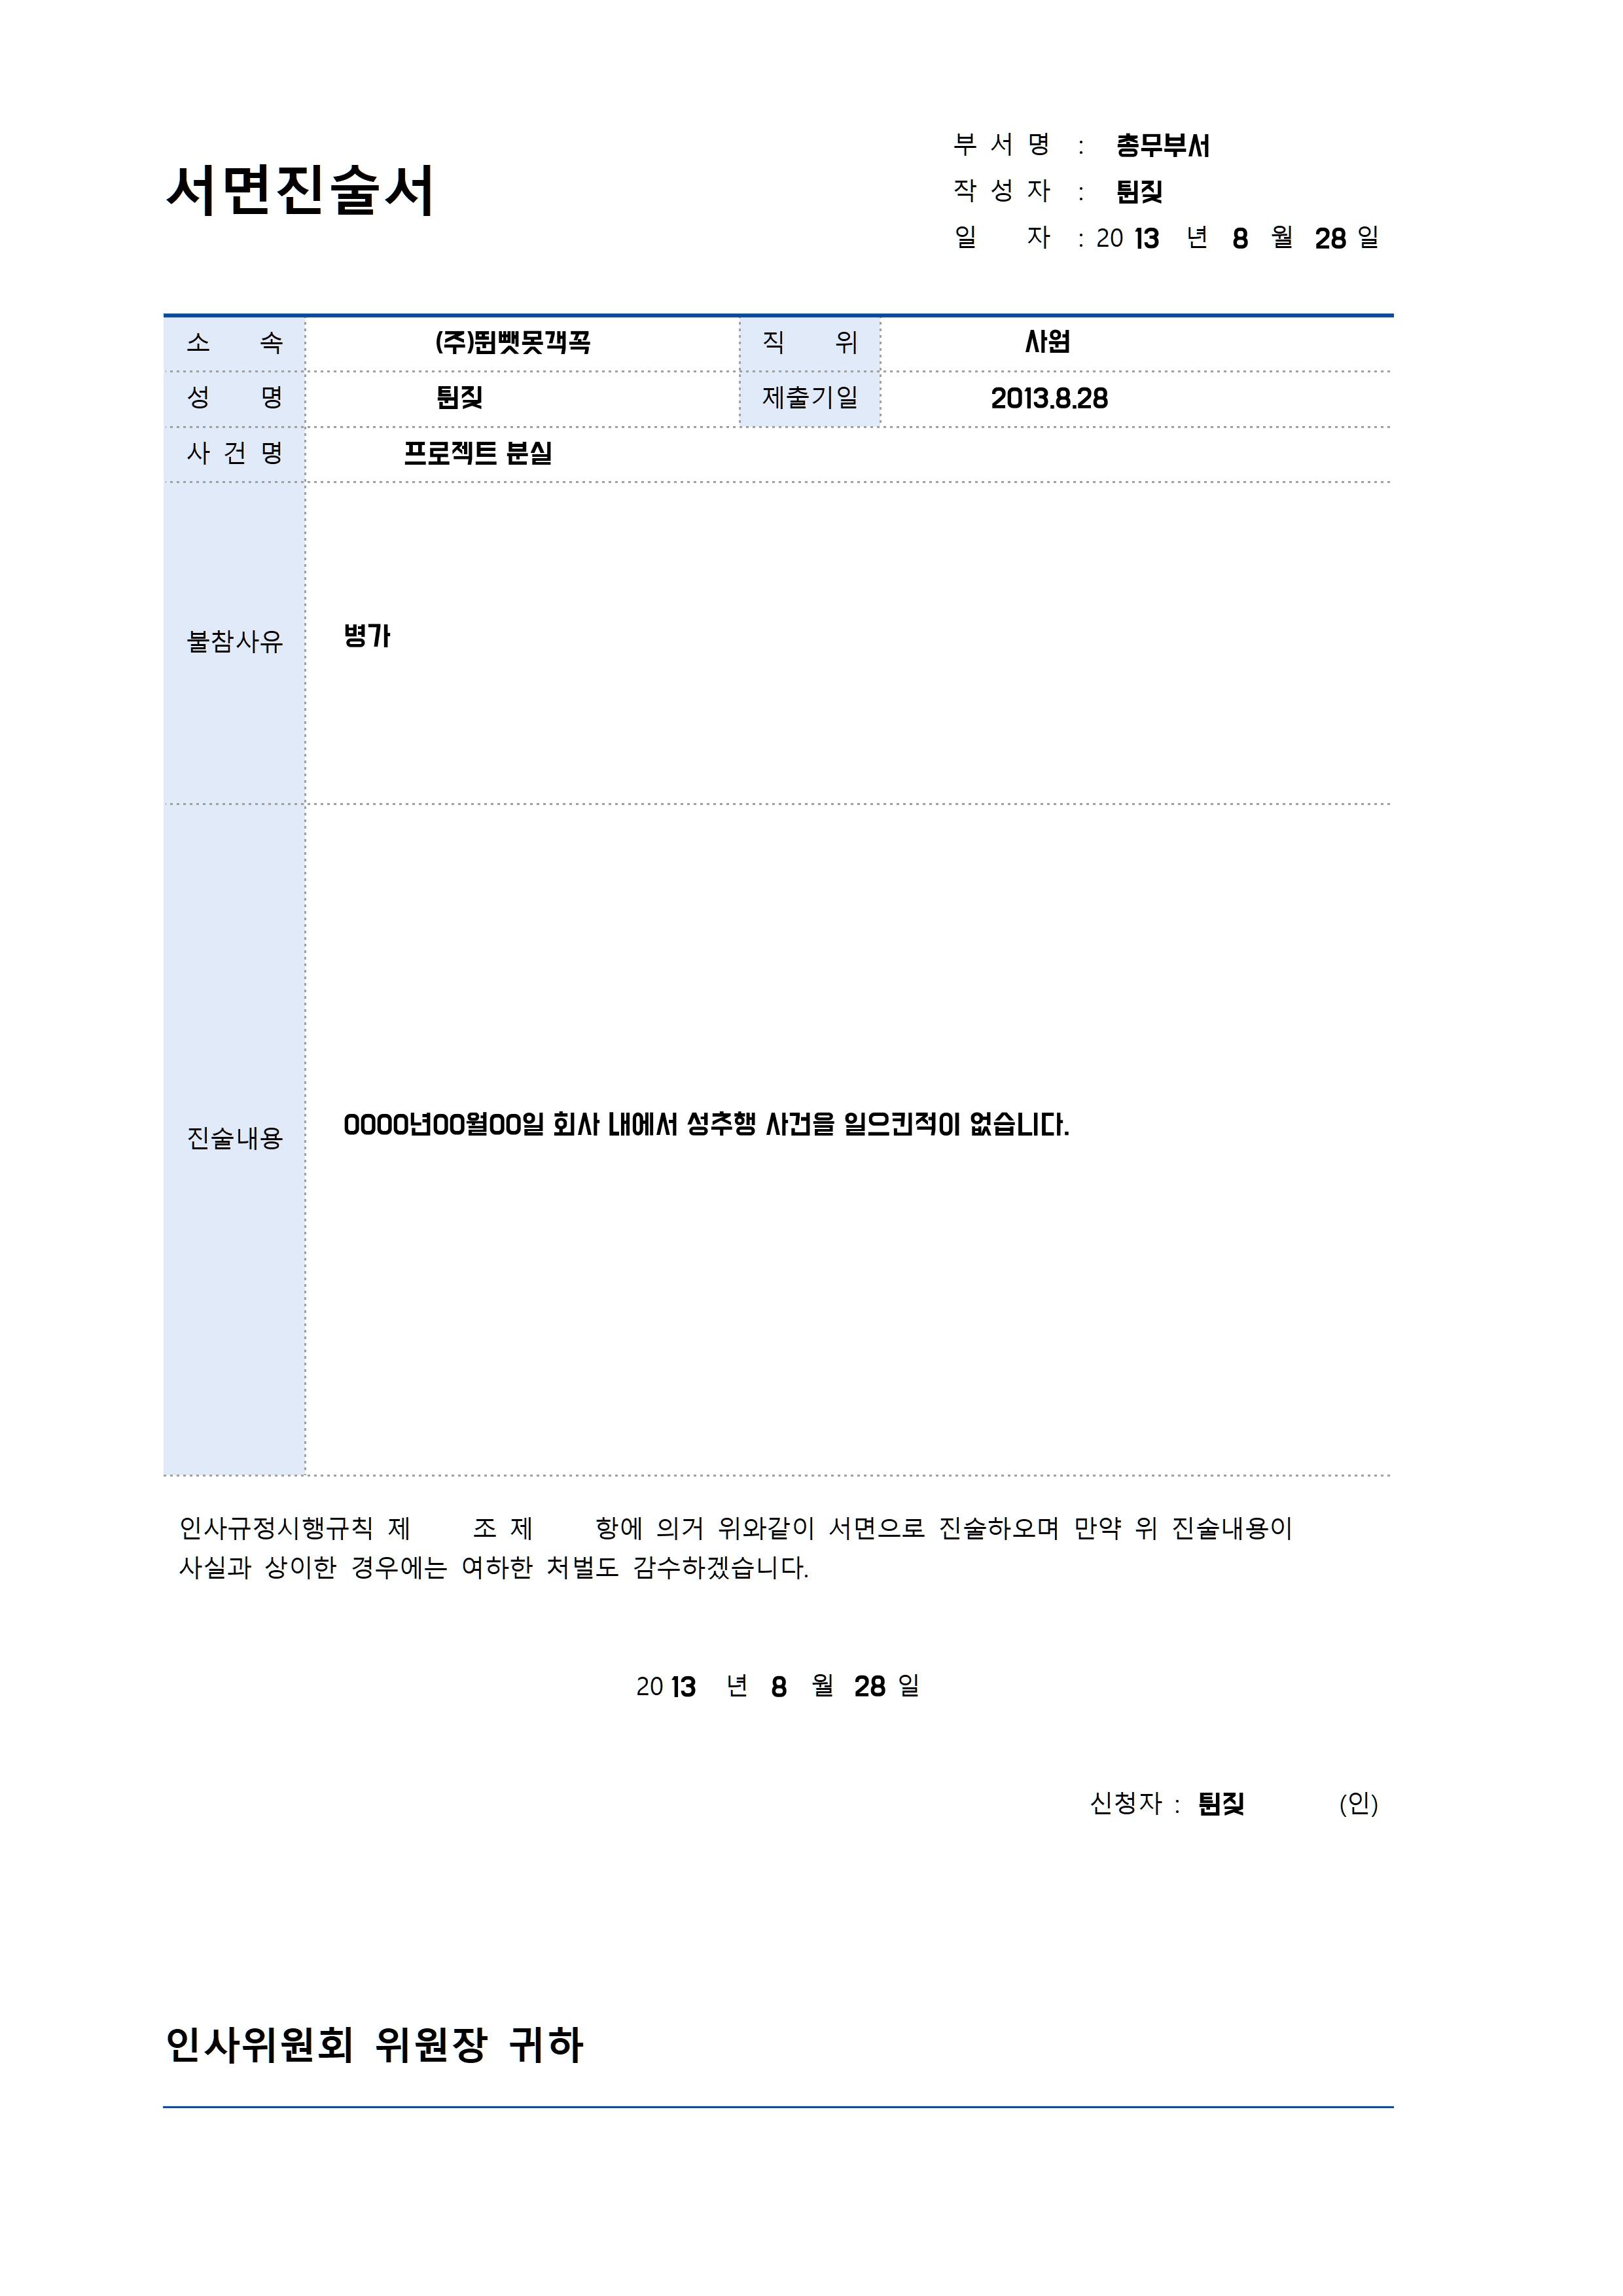 서면진술서
부 서 명 : 총무부서
작 성 자 : 튐짖
일 자 : 20 13 년 8 월 28 일
소 속 (주)뛈뺏못객꼭 직 위 사원
성 명 튐짖 제출기일 2013.8.28
사 건 명 프로젝트 분실
불참사유 병가
진술내용 0000년00월00일 회사 내에서 성추행 사건을 일으킨적이 없습니다.
인사규정시행규칙 제 조 제 항에 의거 위와같이 서면으로 진술하오며 만약 위 진술내용이
사실과 상이한 경우에는 여하한 처벌도 감수하겠습니다.
20 13 년 8 월 28 일
신청자 : 튐짖 (인)
인사위원회 위원장 귀하